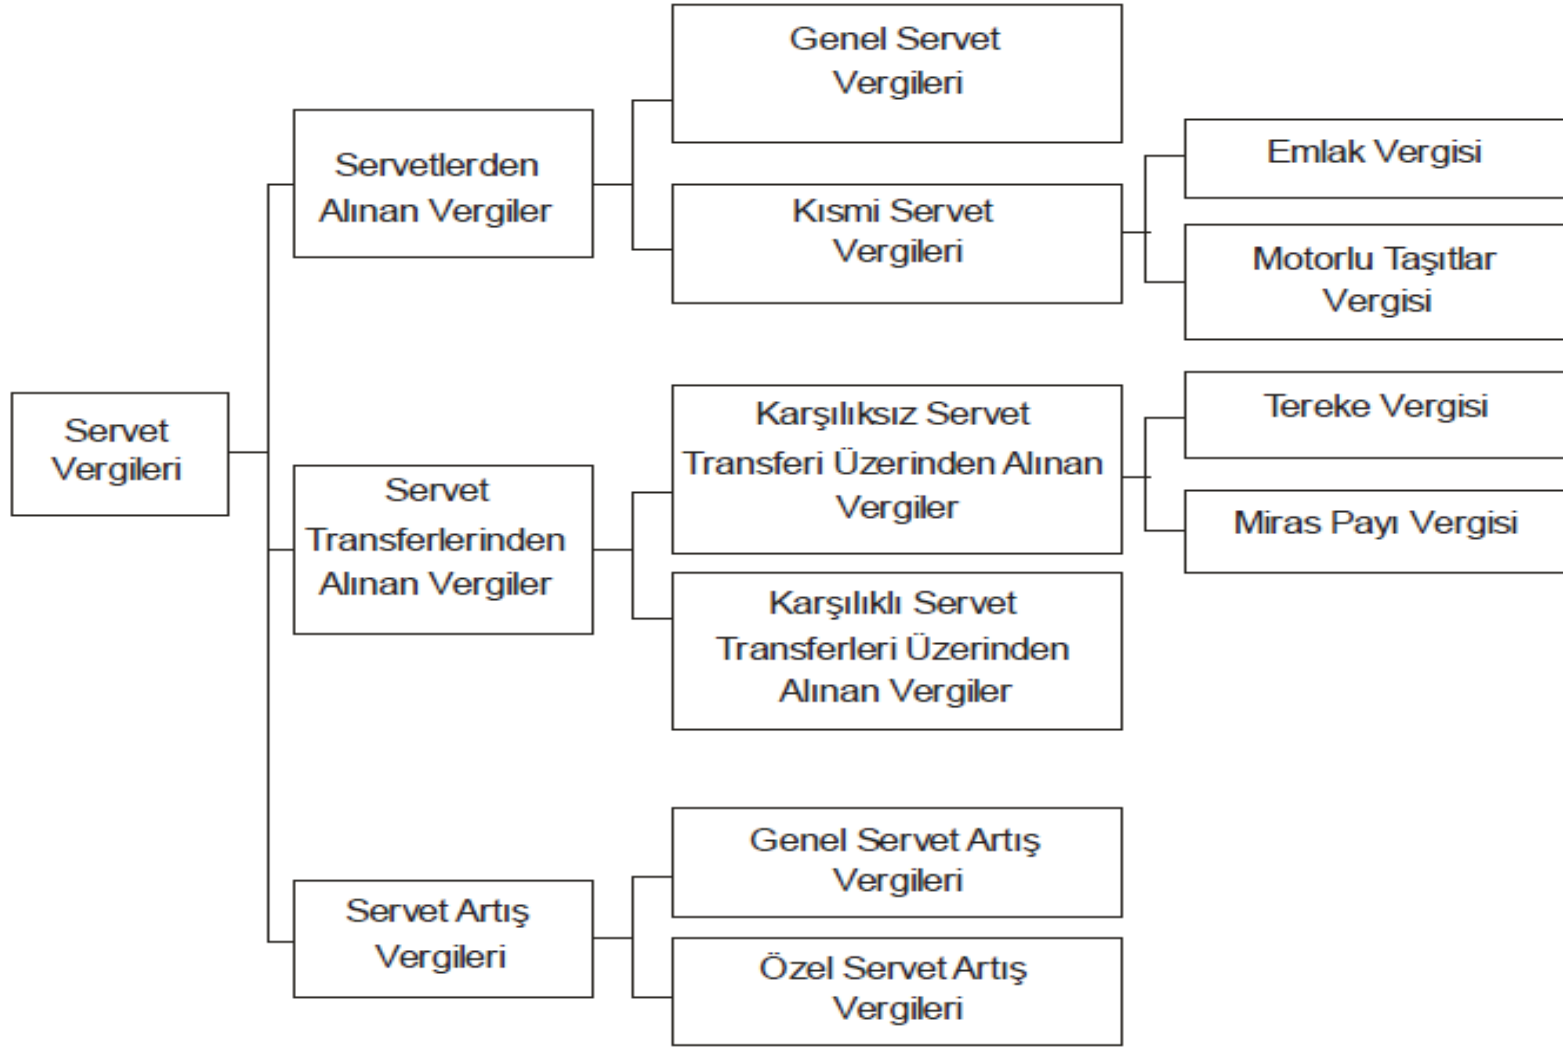 Servet
Vergileri
Servetlerden
Alınan Vergiler
Genel Servet
Vergileri
Kısmi Servet
Vergileri
Emlak Vergisi
Motorlu Taşıtlar
Vergisi
Servet
Transferlerinden
Alınan Vergiler
Karşılıksız Servet
Transferi Üzerinden Alınan
Vergiler
Tereke Vergisi
Miras Payı Vergisi
Karşılıklı Servet
Transferleri Üzerinden
Alınan Vergiler
Servet Artış
Vergileri
Genel Servet Artış
Vergileri
Özel Servet Artış
Vergileri